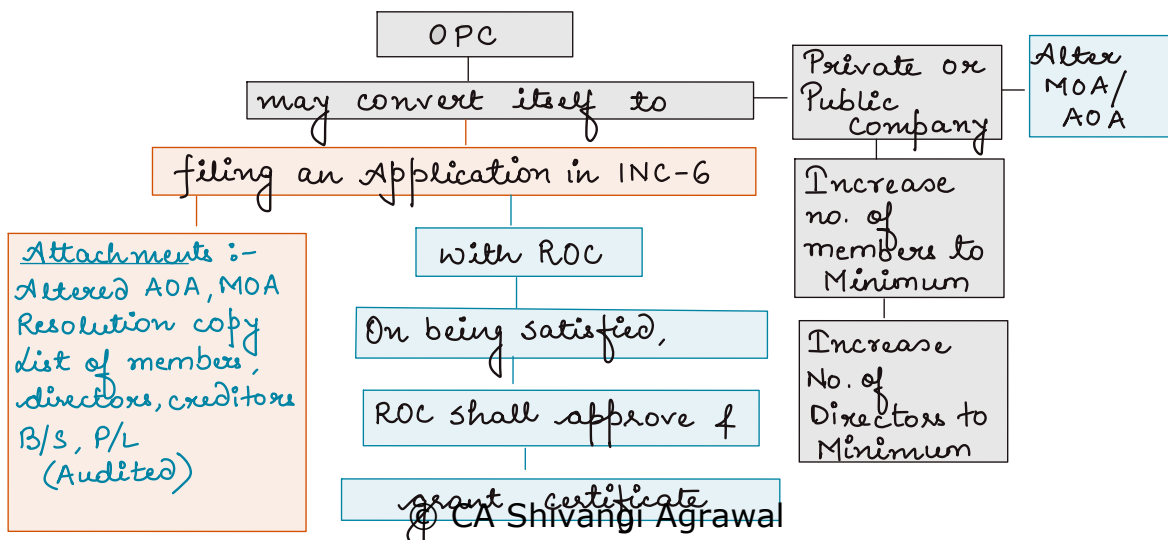 OPC
may convert itself to
Private or
Public
company
Alter
MOA/
AOA
filing an Application in INC-6
Increase
no. of
members to
Minimum
Increase
No. of
Directors to
Minimum
Attachments :-
Altered AOA, MOA
Resolution copy
List of members,
directors, creditors
B/S, P/L
(Audited)
with ROC
On being satisfied,
ROC shall approve &
grant certificate
© CA Shivangi Agrawal